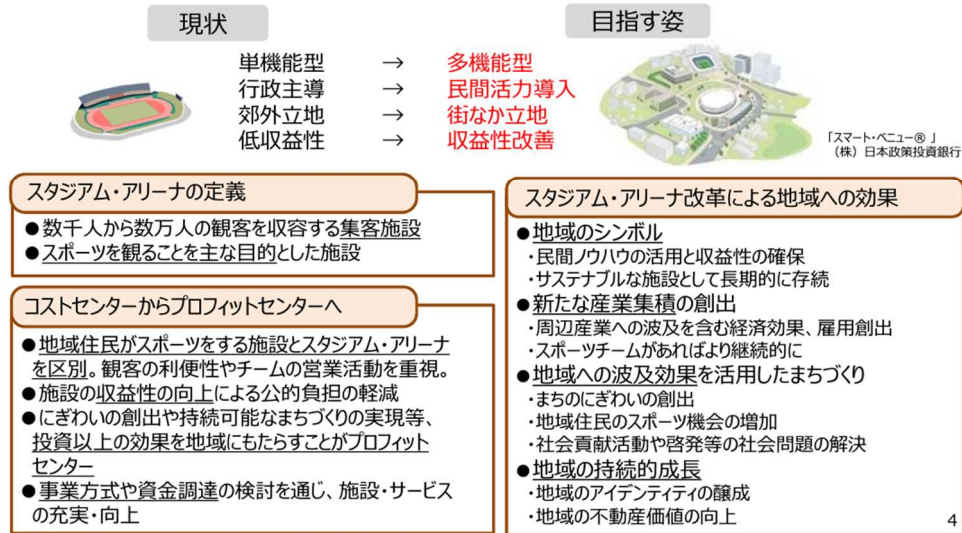 現状
目指す姿
単機能型 → 多機能型
行政主導 → 民間活力導入
郊外立地 → 街なか立地
低収益性 → 収益性改善
「スマート・ベニュー® 」
（株）日本政策投資銀行
スタジアム・アリーナの定義
●数千人から数万人の観客を収容する集客施設
●スポーツを観ることを主な目的とした施設
コストセンターからプロフィットセンターへ
●地域住民がスポーツをする施設とスタジアム・アリーナ
を区別。観客の利便性やチームの営業活動を重視。
●施設の収益性の向上による公的負担の軽減
●にぎわいの創出や持続可能なまちづくりの実現等、
投資以上の効果を地域にもたらすことがプロフィット
センター
●事業方式や資金調達の検討を通じ、施設・サービス
の充実・向上
スタジアム・アリーナ改革による地域への効果
●地域のシンボル
・民間ノウハウの活用と収益性の確保
・サステナブルな施設として長期的に存続
●新たな産業集積の創出
・周辺産業への波及を含む経済効果、雇用創出
・スポーツチームがあればより継続的に
●地域への波及効果を活用したまちづくり
・まちのにぎわいの創出
・地域住民のスポーツ機会の増加
・社会貢献活動や啓発等の社会問題の解決
●地域の持続的成長
・地域のアイデンティティの醸成
・地域の不動産価値の向上
4